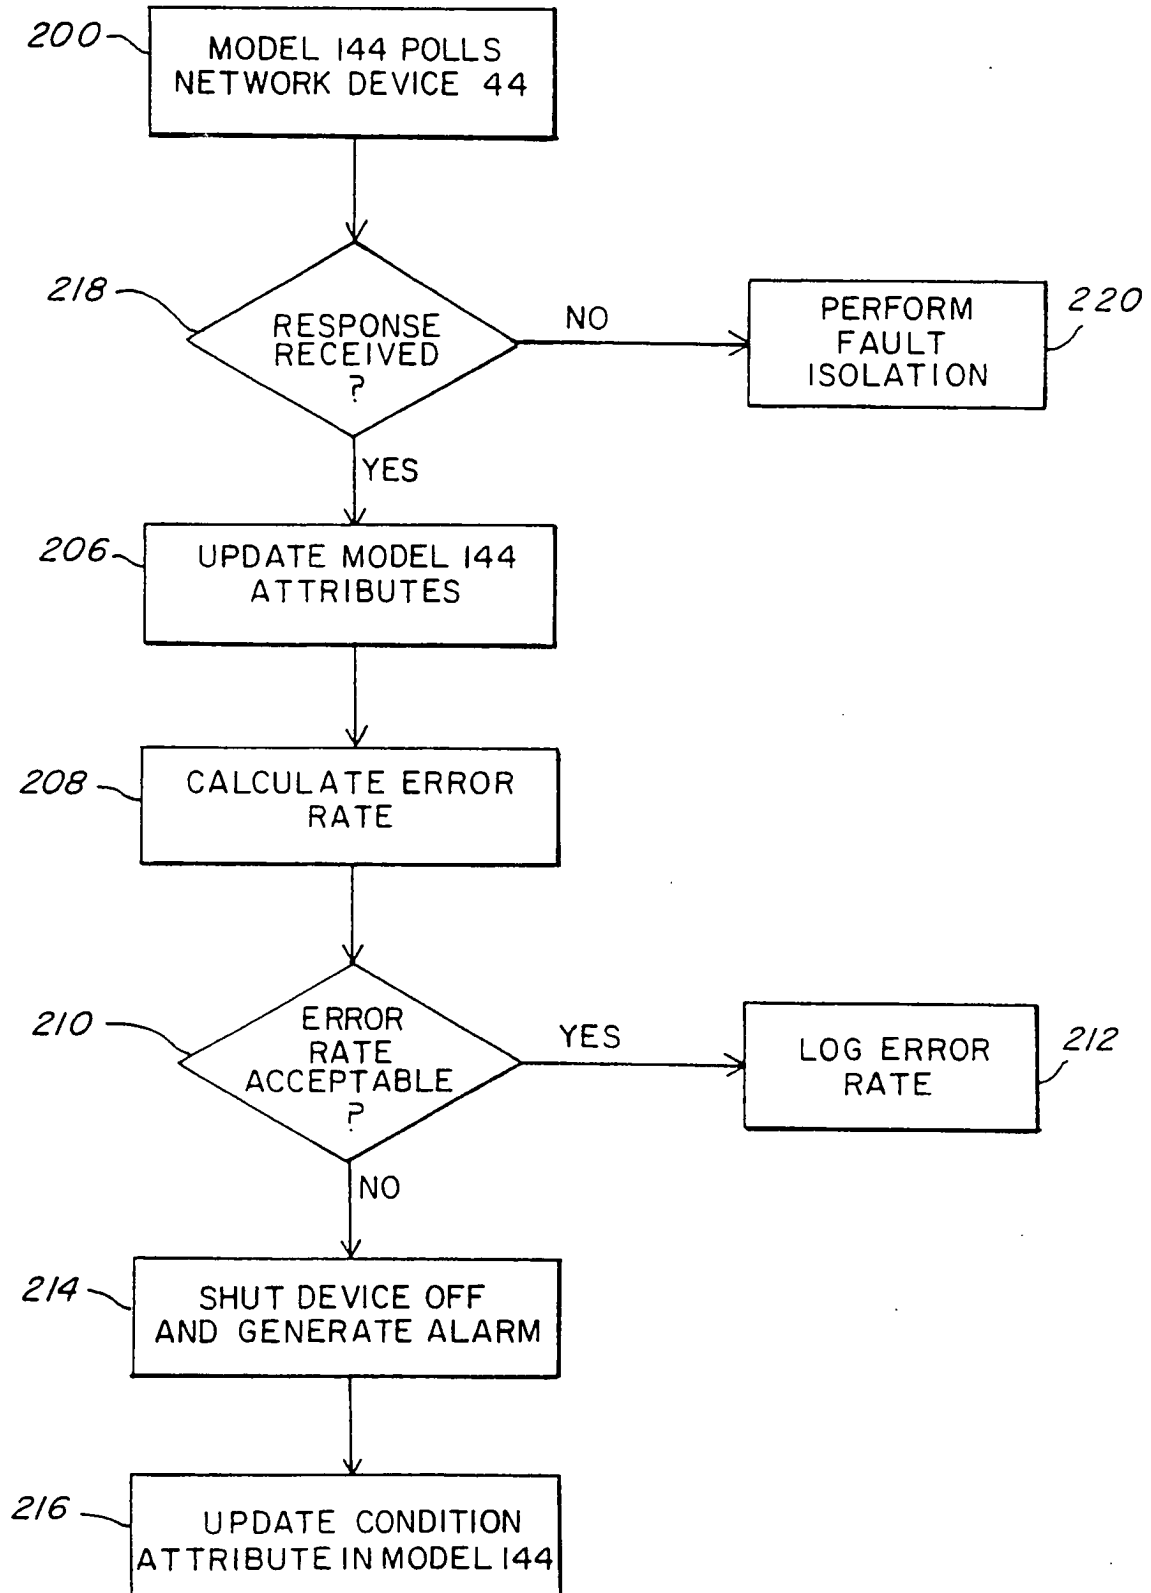 200
MODEL 144 POLLS
NETWORK DEVICE 44
218
RESPONSE
RECEIVED
?
NO
PERFORM
FAULT
ISOLATION
220
YES
206
UPDATE MODEL 144
ATTRIBUTES
208
CALCULATE ERROR
RATE
210
ERROR
RATE
ACCEPTABLE
?
YES
LOG ERROR
RATE
212
NO
214
SHUT DEVICE OFF
AND GENERATE ALARM
216
UPDATE CONDITION
ATTRIBUTE IN MODEL 144